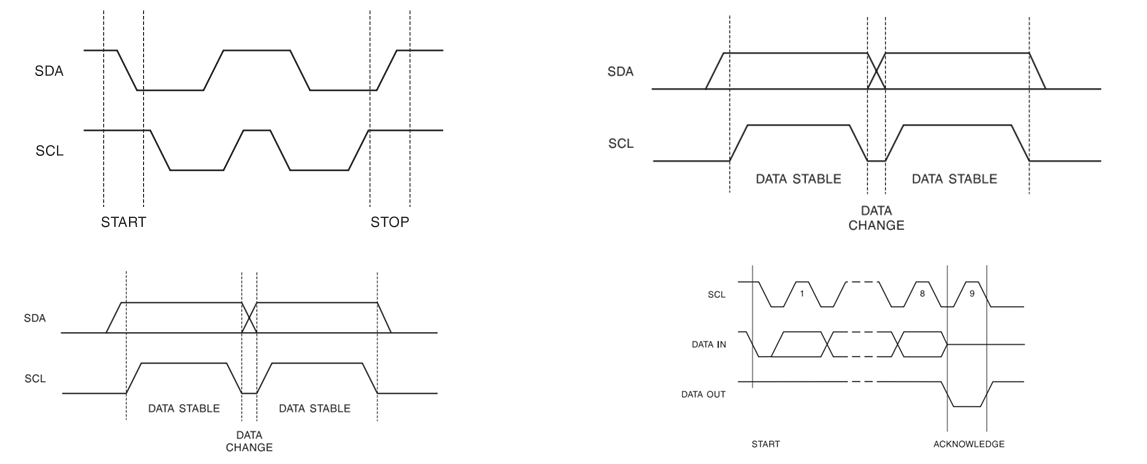 SDA
SCL
START
STOP
SDA
SCL
DATA STABLE
DATA STABLE
DATA
CHANGE
SDA
SCL
DATA STABLE
DATA STABLE
DATA
CHANGE
SCL
1
8
9
DATA IN
DATA OUT
START
ACKNOWLEDGE